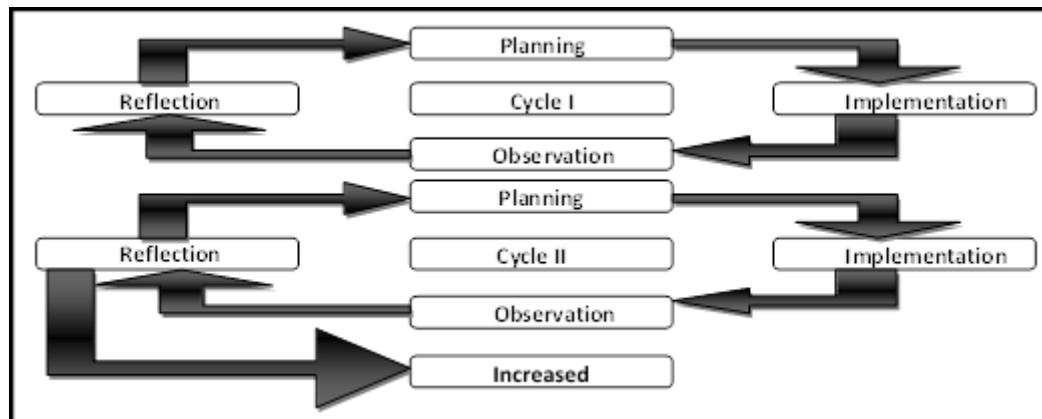 Planning
Reflection
Cycle I
Implementation
Observation
Planning
Reflection
Cycle II
Implementation
Observation
Increased